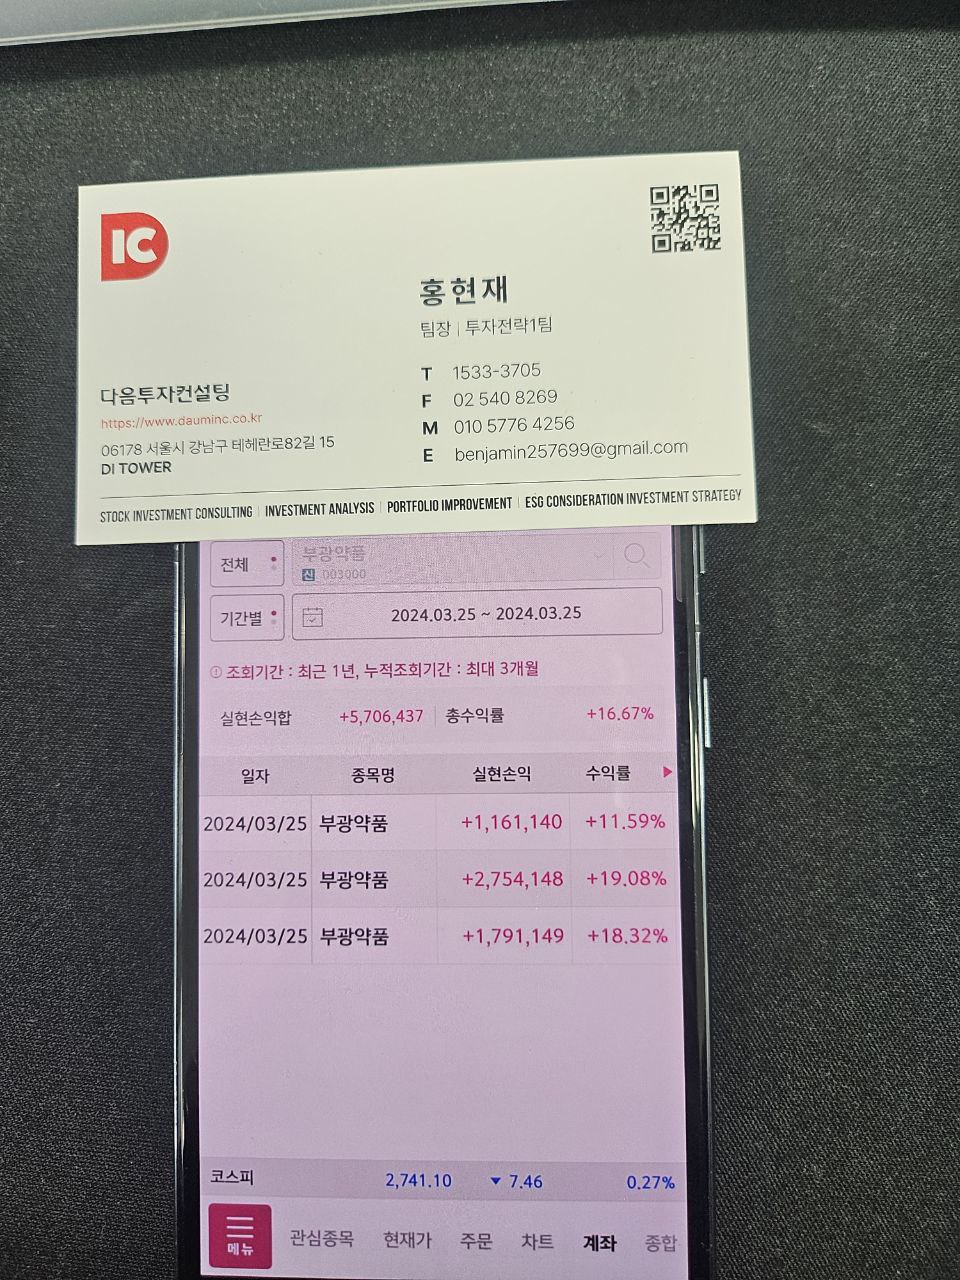 IC
홍현재
팀장 | 투자전략1팀
다음투자컨설팅
https://www.dauminc.co.kr
06178 서울시 강남구 테헤란로82길 15
DI TOWER
T 1533-3705
F 02 540 8269
M 010 5776 4256
E benjamin257699@gmail.com
STOCK INVESTMENT CONSULTING | INVESTMENT ANALYSIS | PORTFOLIO IMPROVEMENT | ESG CONSIDERATION INVESTMENT STRATEGY
전체 부광약품
신 003000
기간별 2024.03.25 ~ 2024.03.25
조회기간 : 최근 1년, 누적조회기간 : 최대 3개월
실현손익합 +5,706,437 총수익률 +16.67%
일자 종목명 실현손익 수익률
2024/03/25 부광약품 +1,161,140 +11.59%
2024/03/25 부광약품 +2,754,148 +19.08%
2024/03/25 부광약품 +1,791,149 +18.32%
코스피 2,741.10 ▼ 7.46 0.27%
메뉴 관심종목 현재가 주문 차트 계좌 종합